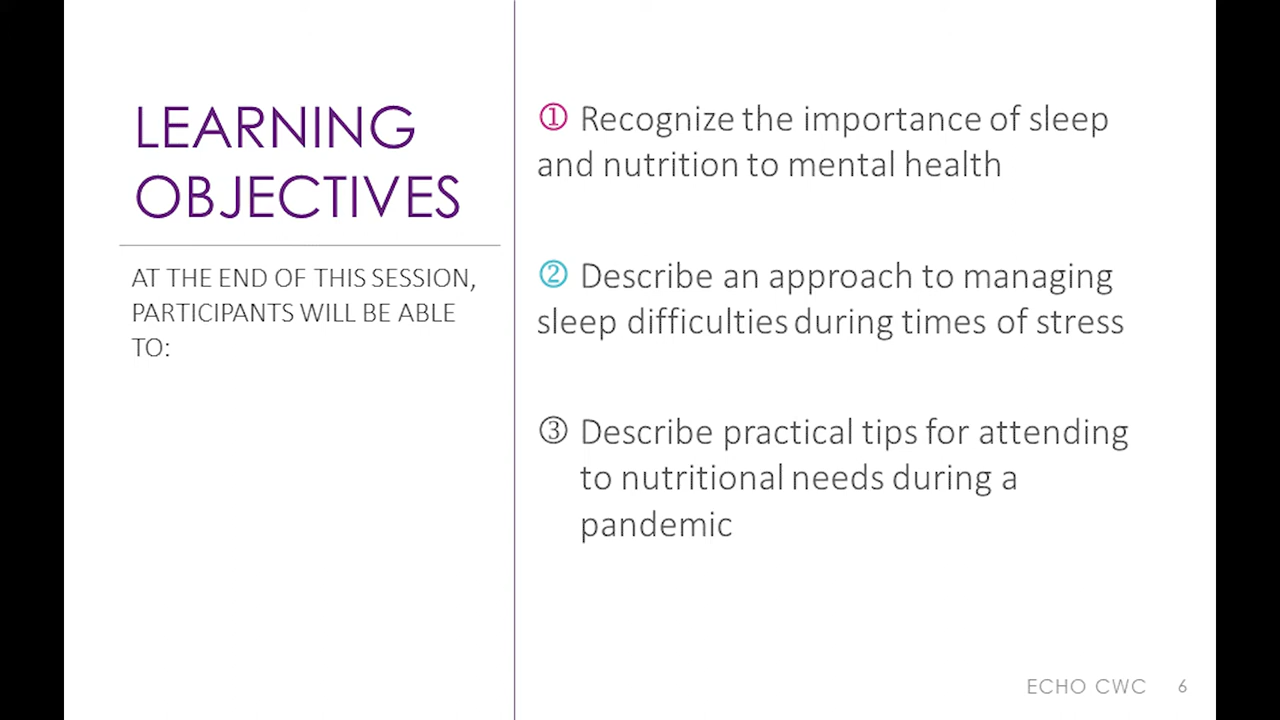 LEARNING
OBJECTIVES
AT THE END OF THIS SESSION,
PARTICIPANTS WILL BE ABLE
TO:
① Recognize the importance of sleep
and nutrition to mental health
② Describe an approach to managing
sleep difficulties during times of stress
③ Describe practical tips for attending
to nutritional needs during a
pandemic
ECHO CWC 6